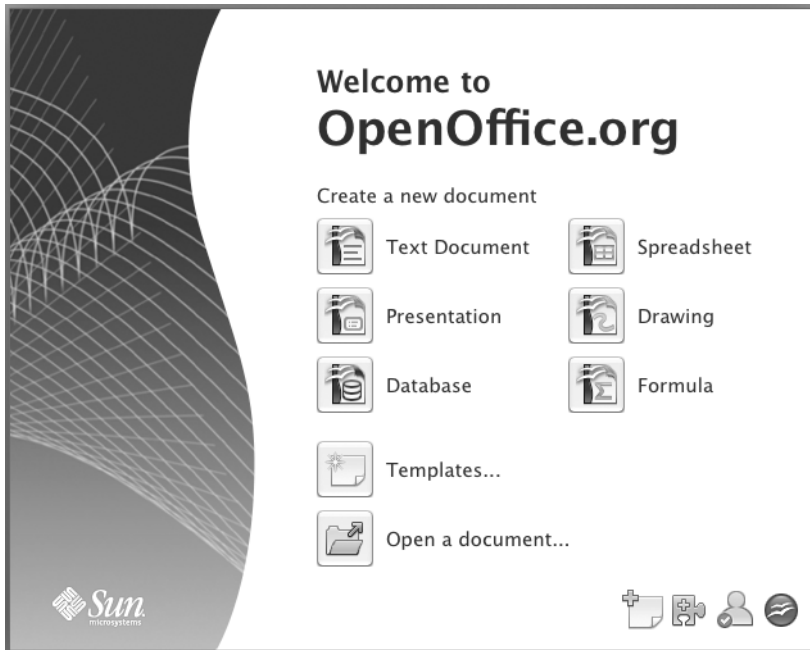 Welcome to
OpenOffice.org
Create a new document
Text Document
Spreadsheet
Presentation
Drawing
Database
Formula
Templates...
Open a document...
Sun
microsystems